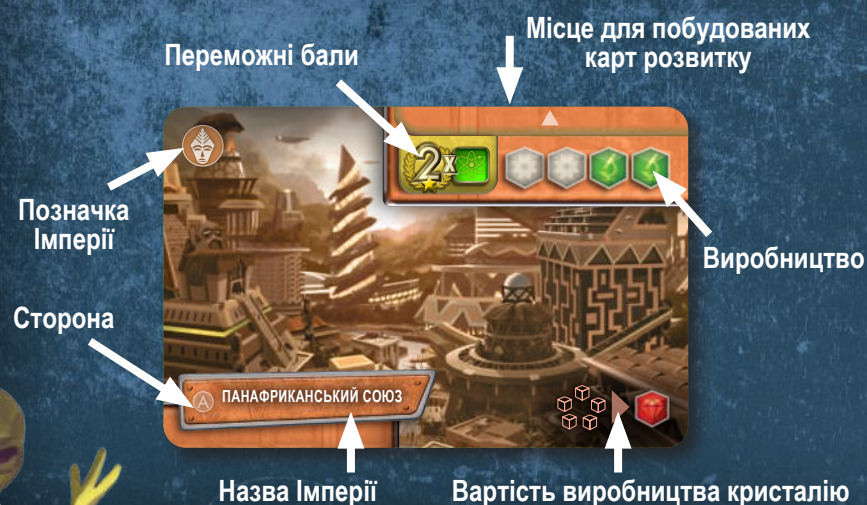 Місце для побудованих
карт розвитку
Переможні бали
2x
Позначка
Імперії
Виробництво
Сторона
A ПАНАФРИКАНСЬКИЙ СОЮЗ
Назва Імперії
Вартість виробництва кристалію